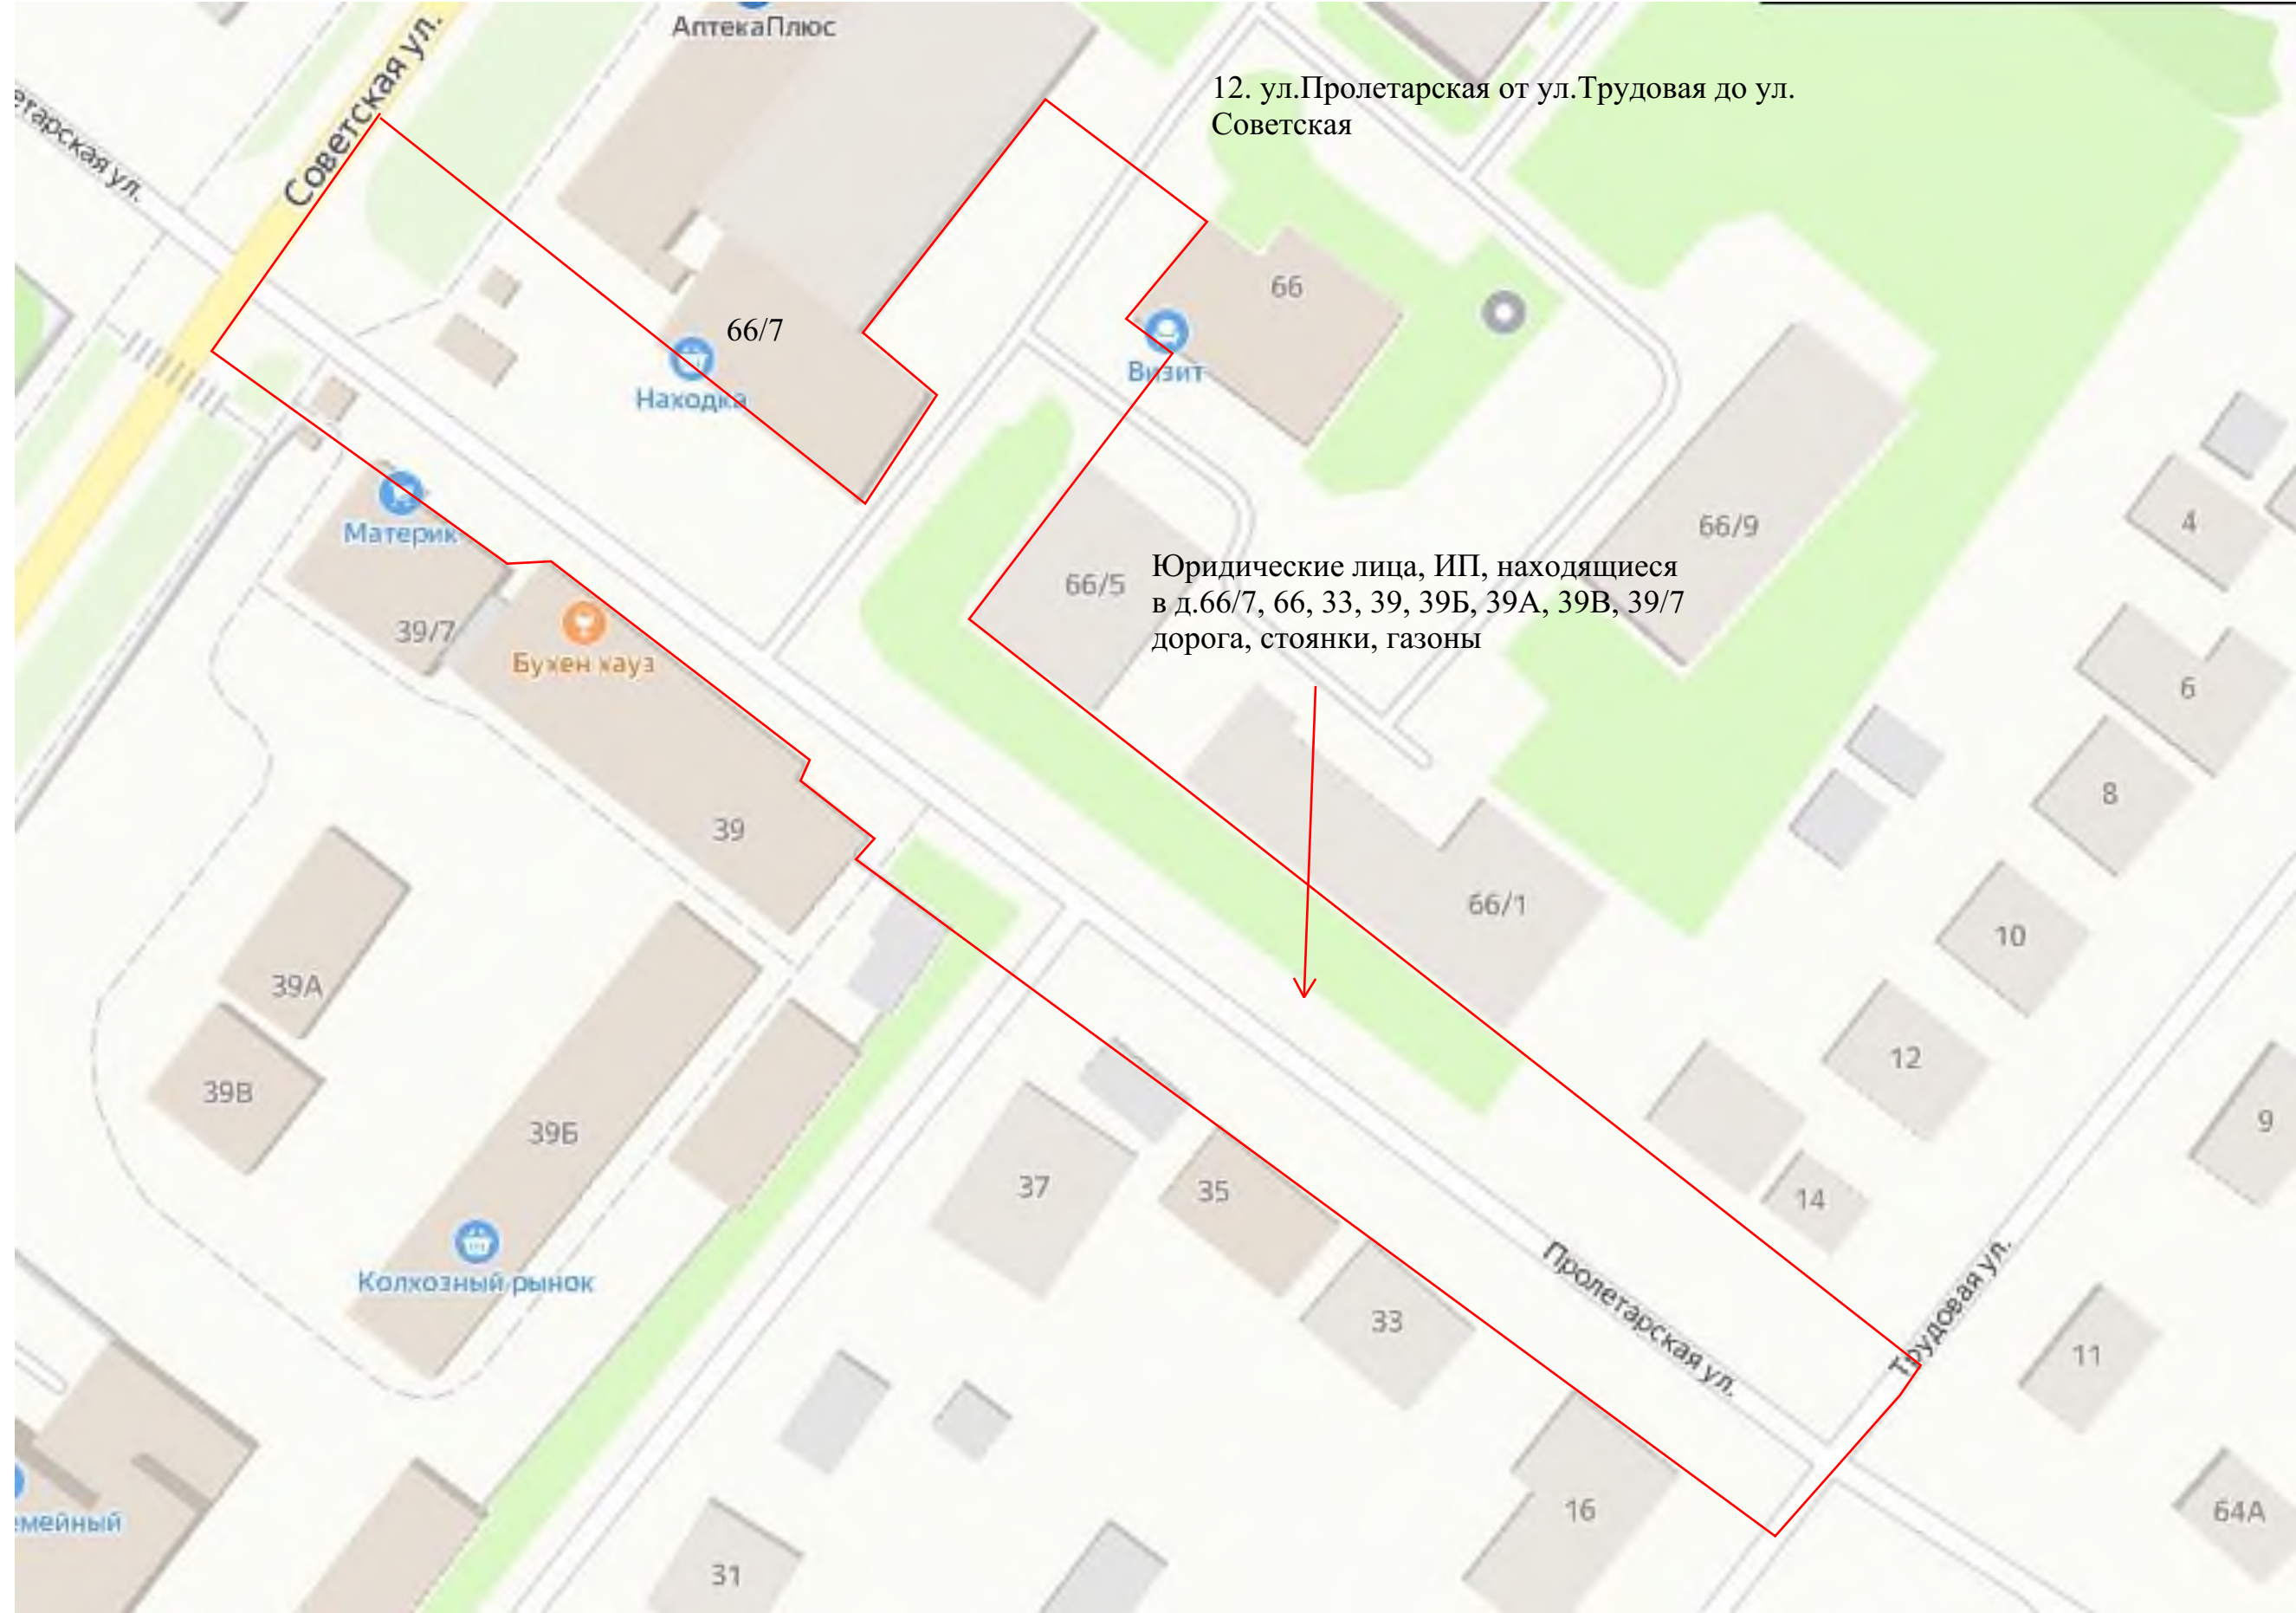 АптекаПлюс
Советская ул.
12. ул.Пролетарская от ул.Трудовая до ул.
Советская
етарская ул.
66
66/7
Визит
Находка
Материк
66/9
4
66/5
Юридические лица, ИП, находящиеся
в д.66/7, 66, 33, 39, 39Б, 39А, 39В, 39/7
дорога, стоянки, газоны
39/7
Бухен хауз
6
8
39
66/1
10
39А
12
39В
39Б
9
37
35
14
Колхозный рынок
Пролетарская ул.
Трудовая ул.
33
11
16
64А
емейный
31